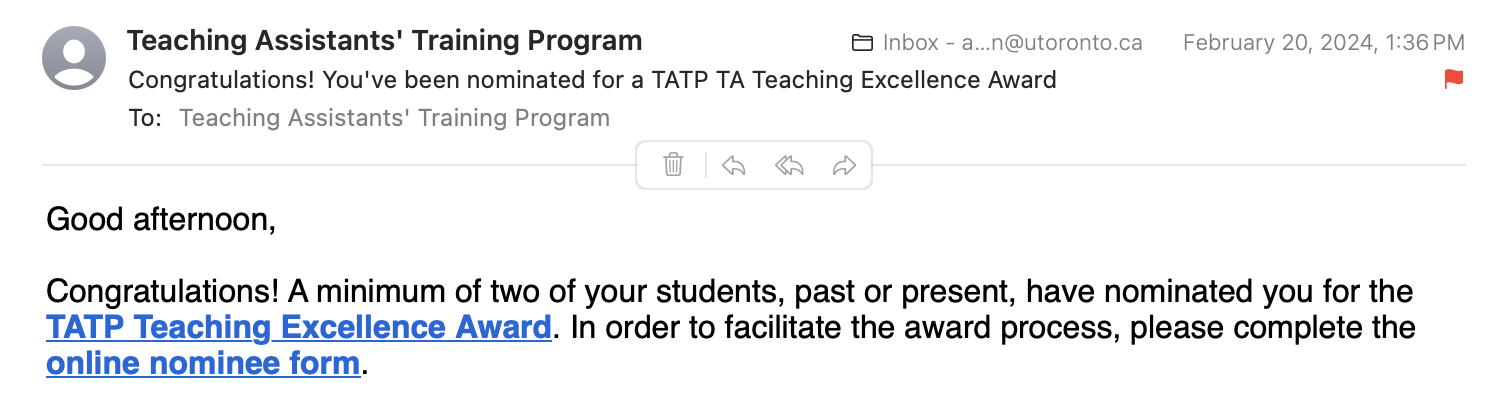 Teaching Assistants' Training Program
Inbox - a...n@utoronto.ca
February 20, 2024, 1:36 PM
Congratulations! You've been nominated for a TATP TA Teaching Excellence Award
To: Teaching Assistants' Training Program
Good afternoon,
Congratulations! A minimum of two of your students, past or present, have nominated you for the
TATP Teaching Excellence Award. In order to facilitate the award process, please complete the
online nominee form.